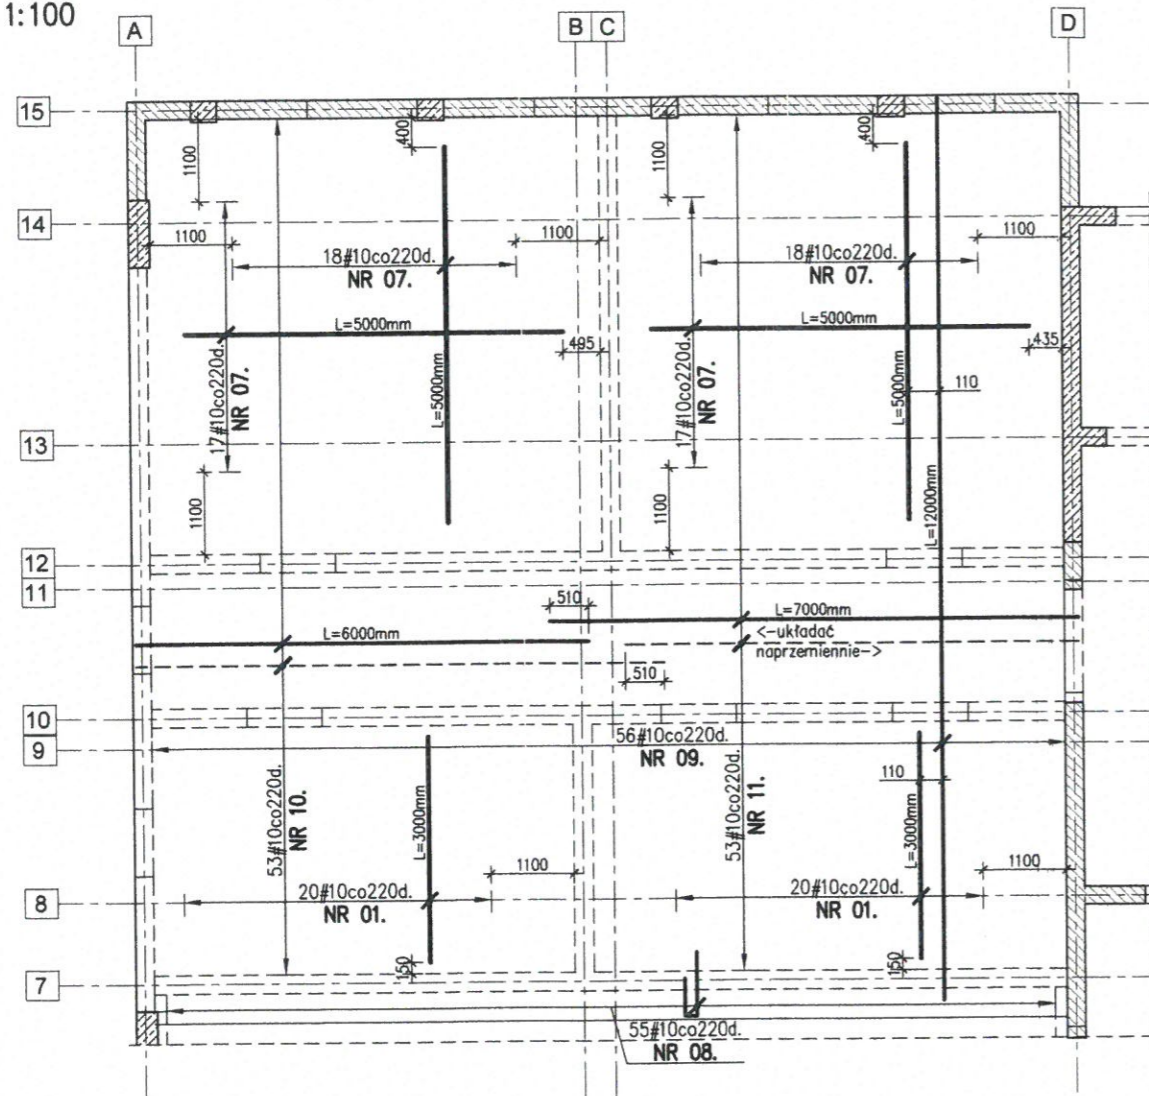 1:100
A
B
C
D
15
400
400
1100
1100
14
1100
1100
1100
18#10co220d.
NR 07.
18#10co220d.
NR 07.
L=5000mm
L=5000mm
495
435
17#10co220d.
NR 07.
L=5000mm
17#10co220d.
NR 07.
L=5000mm
110
13
1100
1100
L=12000mm
12
11
510
L=7000mm
L=6000mm
<-układać
naprzemiennie->
510
10
56#10co220d.
NR 09.
9
110
53#10co220d.
NR 10.
L=3000mm
53#10co220d.
NR 11.
L=3000mm
1100
1100
20#10co220d.
NR 01.
20#10co220d.
NR 01.
8
150
150
7
55#10co220d.
NR 08.